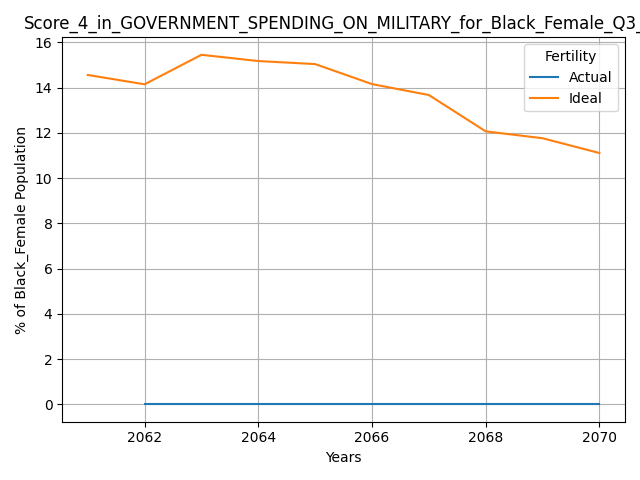 Score_4_in_GOVERNMENT_SPENDING_ON_MILITARY_for_Black_Female_Q3_
16
14
12
10
8
6
4
2
0
% of Black_Female Population
Fertility
Actual
Ideal
2062
2064
2066
2068
2070
Years